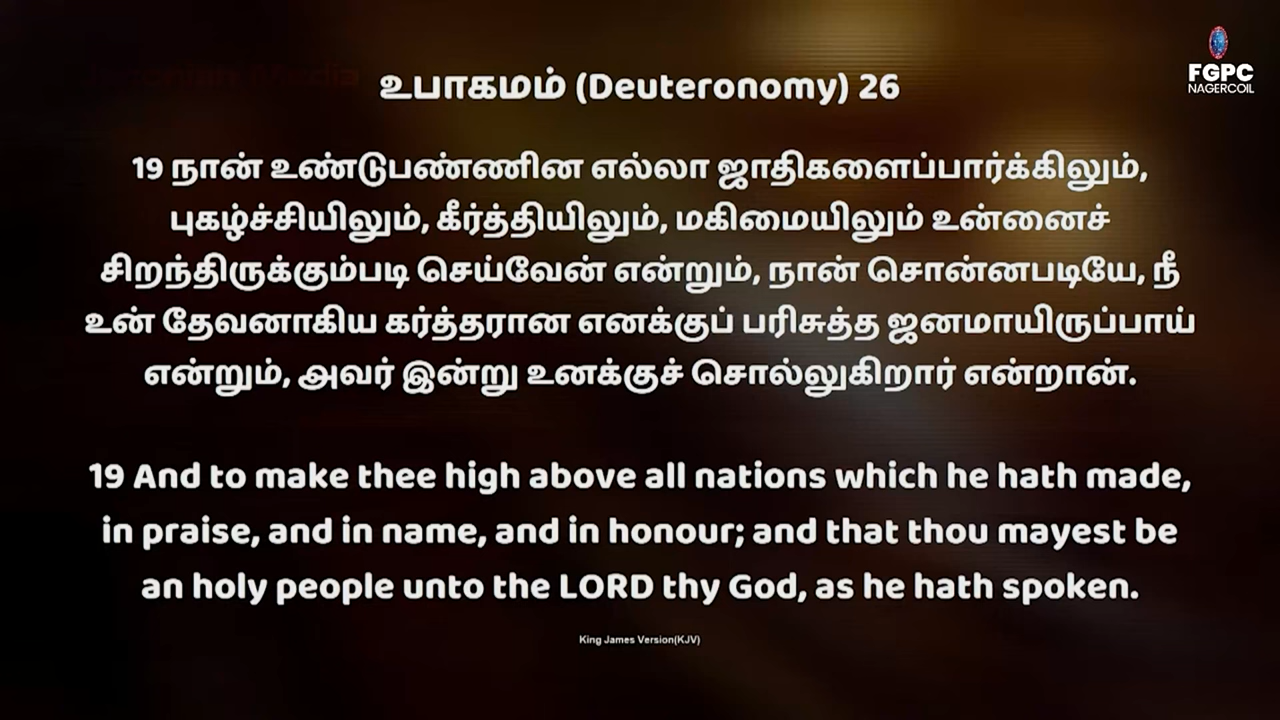 FGPC
NAGERCOIL
உபாகமம் (Deuteronomy) 26
19 நான் உண்டுபண்ணின எல்லா ஜாதிகளைப்பார்க்கிலும்,
புகழ்ச்சியிலும், கீர்த்தியிலும், மகிமையிலும் உன்னைச்
சிறந்திருக்கும்படி செய்வேன் என்றும், நான் சொன்னபடியே, நீ
உன் தேவனாகிய கர்த்தரான எனக்குப் பரிசுத்த ஜனமாயிருப்பாய்
என்றும், அவர் இன்று உனக்குச் சொல்லுகிறார் என்றான்.
19 And to make thee high above all nations which he hath made,
in praise, and in name, and in honour; and that thou mayest be
an holy people unto the LORD thy God, as he hath spoken.
King James Version(KJV)